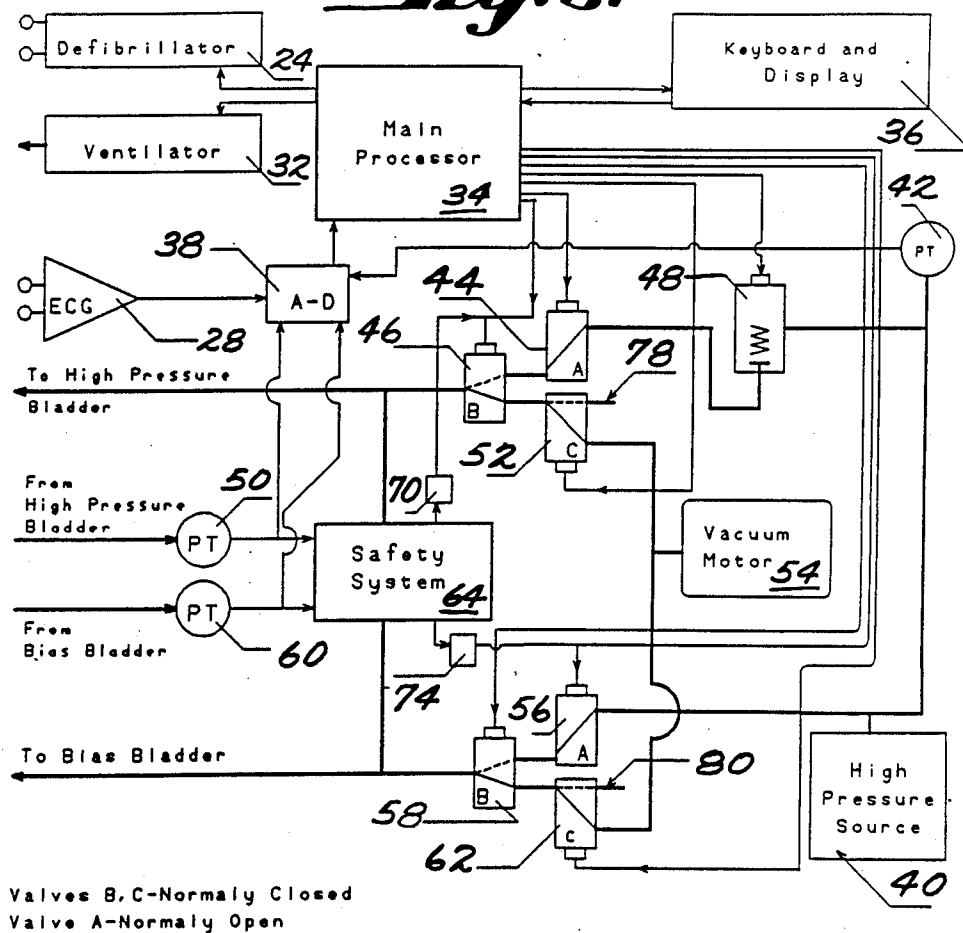 Defibrillator
24
Keyboard and
Display
36
Main
Processor
34
Ventilator
32
42
PT
38
A-D
ECG
28
44
A
48
46
B
78
To High Pressure
Bladder
C
52
From
High Pressure
Bladder
50
PT
70
Safety
System
64
Vacuum
Motor
54
PT
60
From
Bias Bladder
74
56
A
To Bias Bladder
B
58
80
C
62
High
Pressure
Source
40
Valves B,C-Normaly Closed
Valve A-Normaly Open